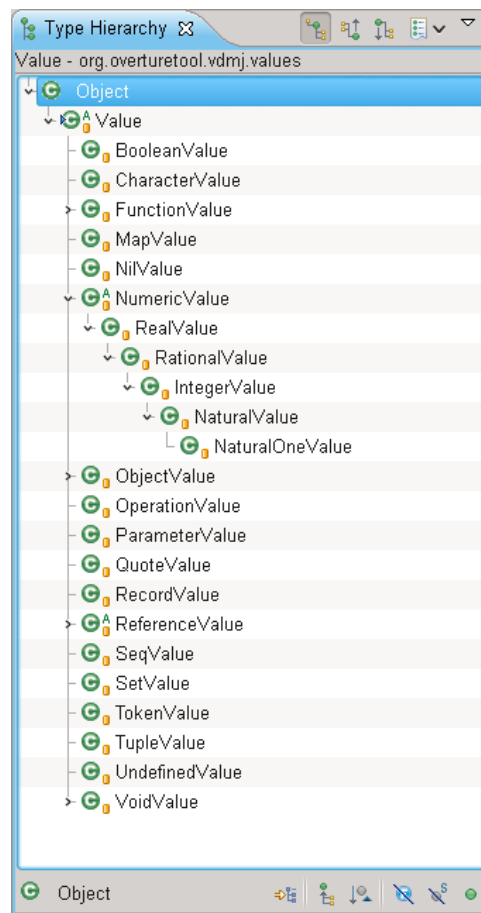 Type Hierarchy
Value - org.overturetool.vdmj.values
Object
Value
BooleanValue
CharacterValue
FunctionValue
MapValue
NilValue
NumericValue
RealValue
RationalValue
IntegerValue
NaturalValue
NaturalOneValue
ObjectValue
OperationValue
ParameterValue
QuoteValue
RecordValue
ReferenceValue
SeqValue
SetValue
TokenValue
TupleValue
UndefinedValue
VoidValue
Object